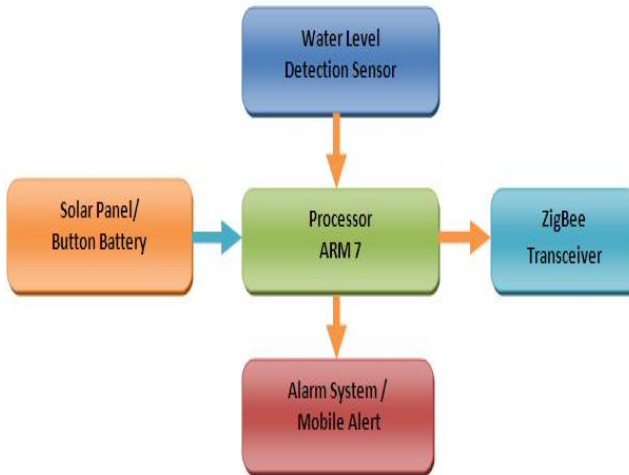 Water Level
Detection Sensor
Solar Panel/
Button Battery
Processor
ARM 7
ZigBee
Transceiver
Alarm System /
Mobile Alert